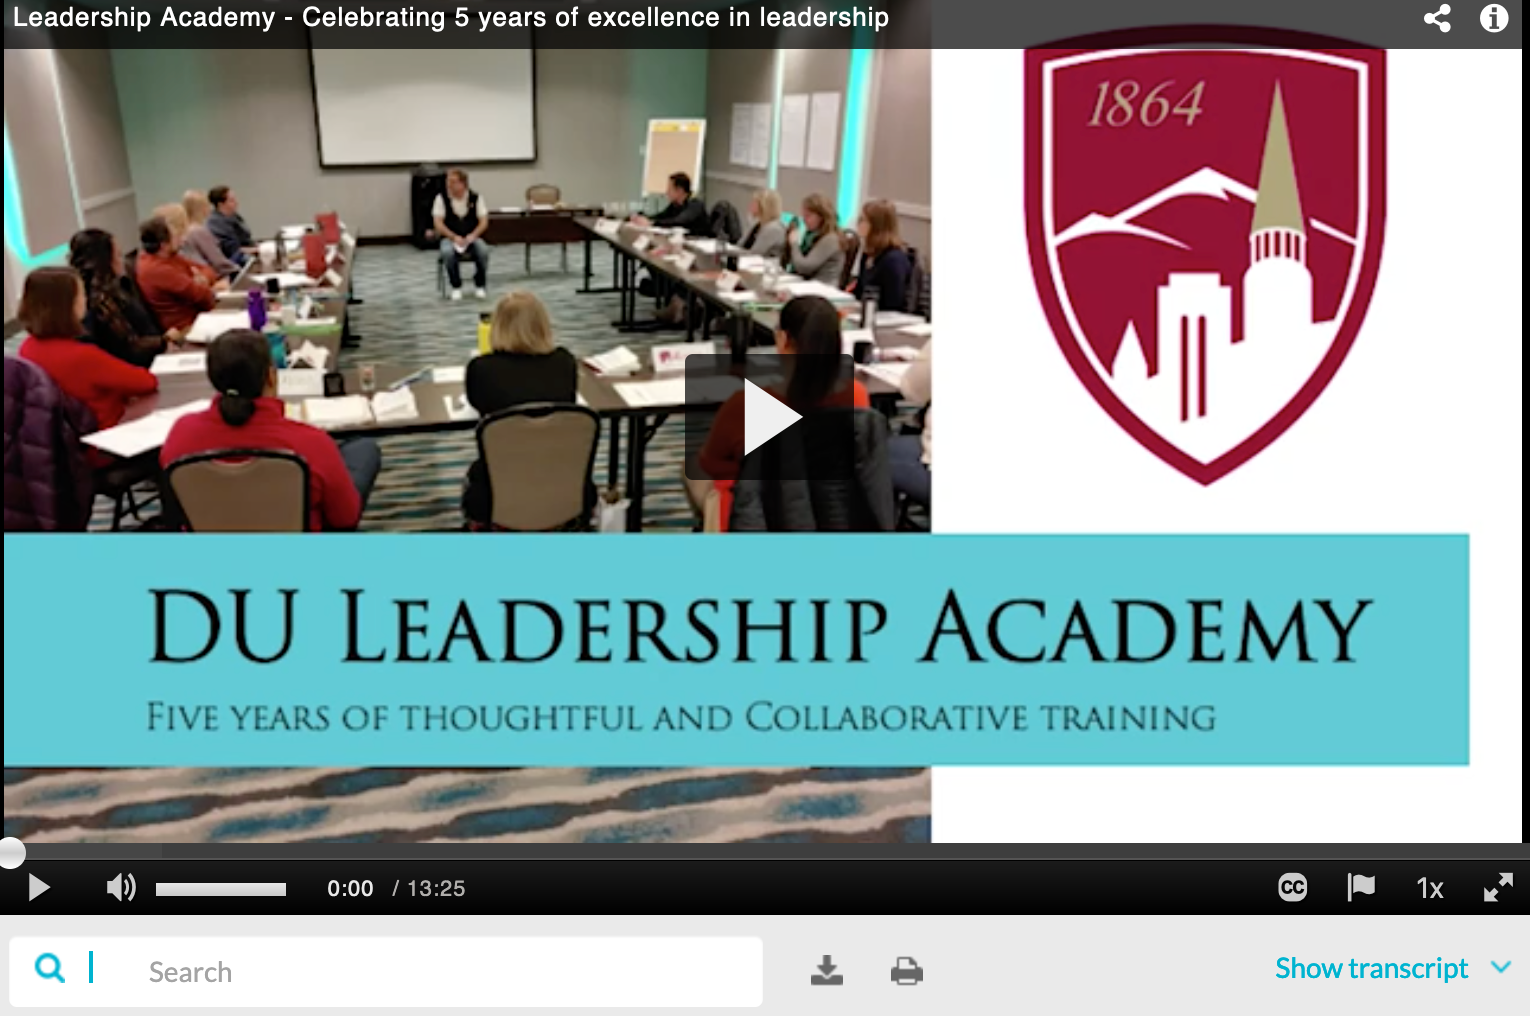 Leadership Academy - Celebrating 5 years of excellence in leadership
1864
DU Leadership Academy
Five years of thoughtful and Collaborative training
0:00 / 13:25
CC
1x
Search
Show transcript